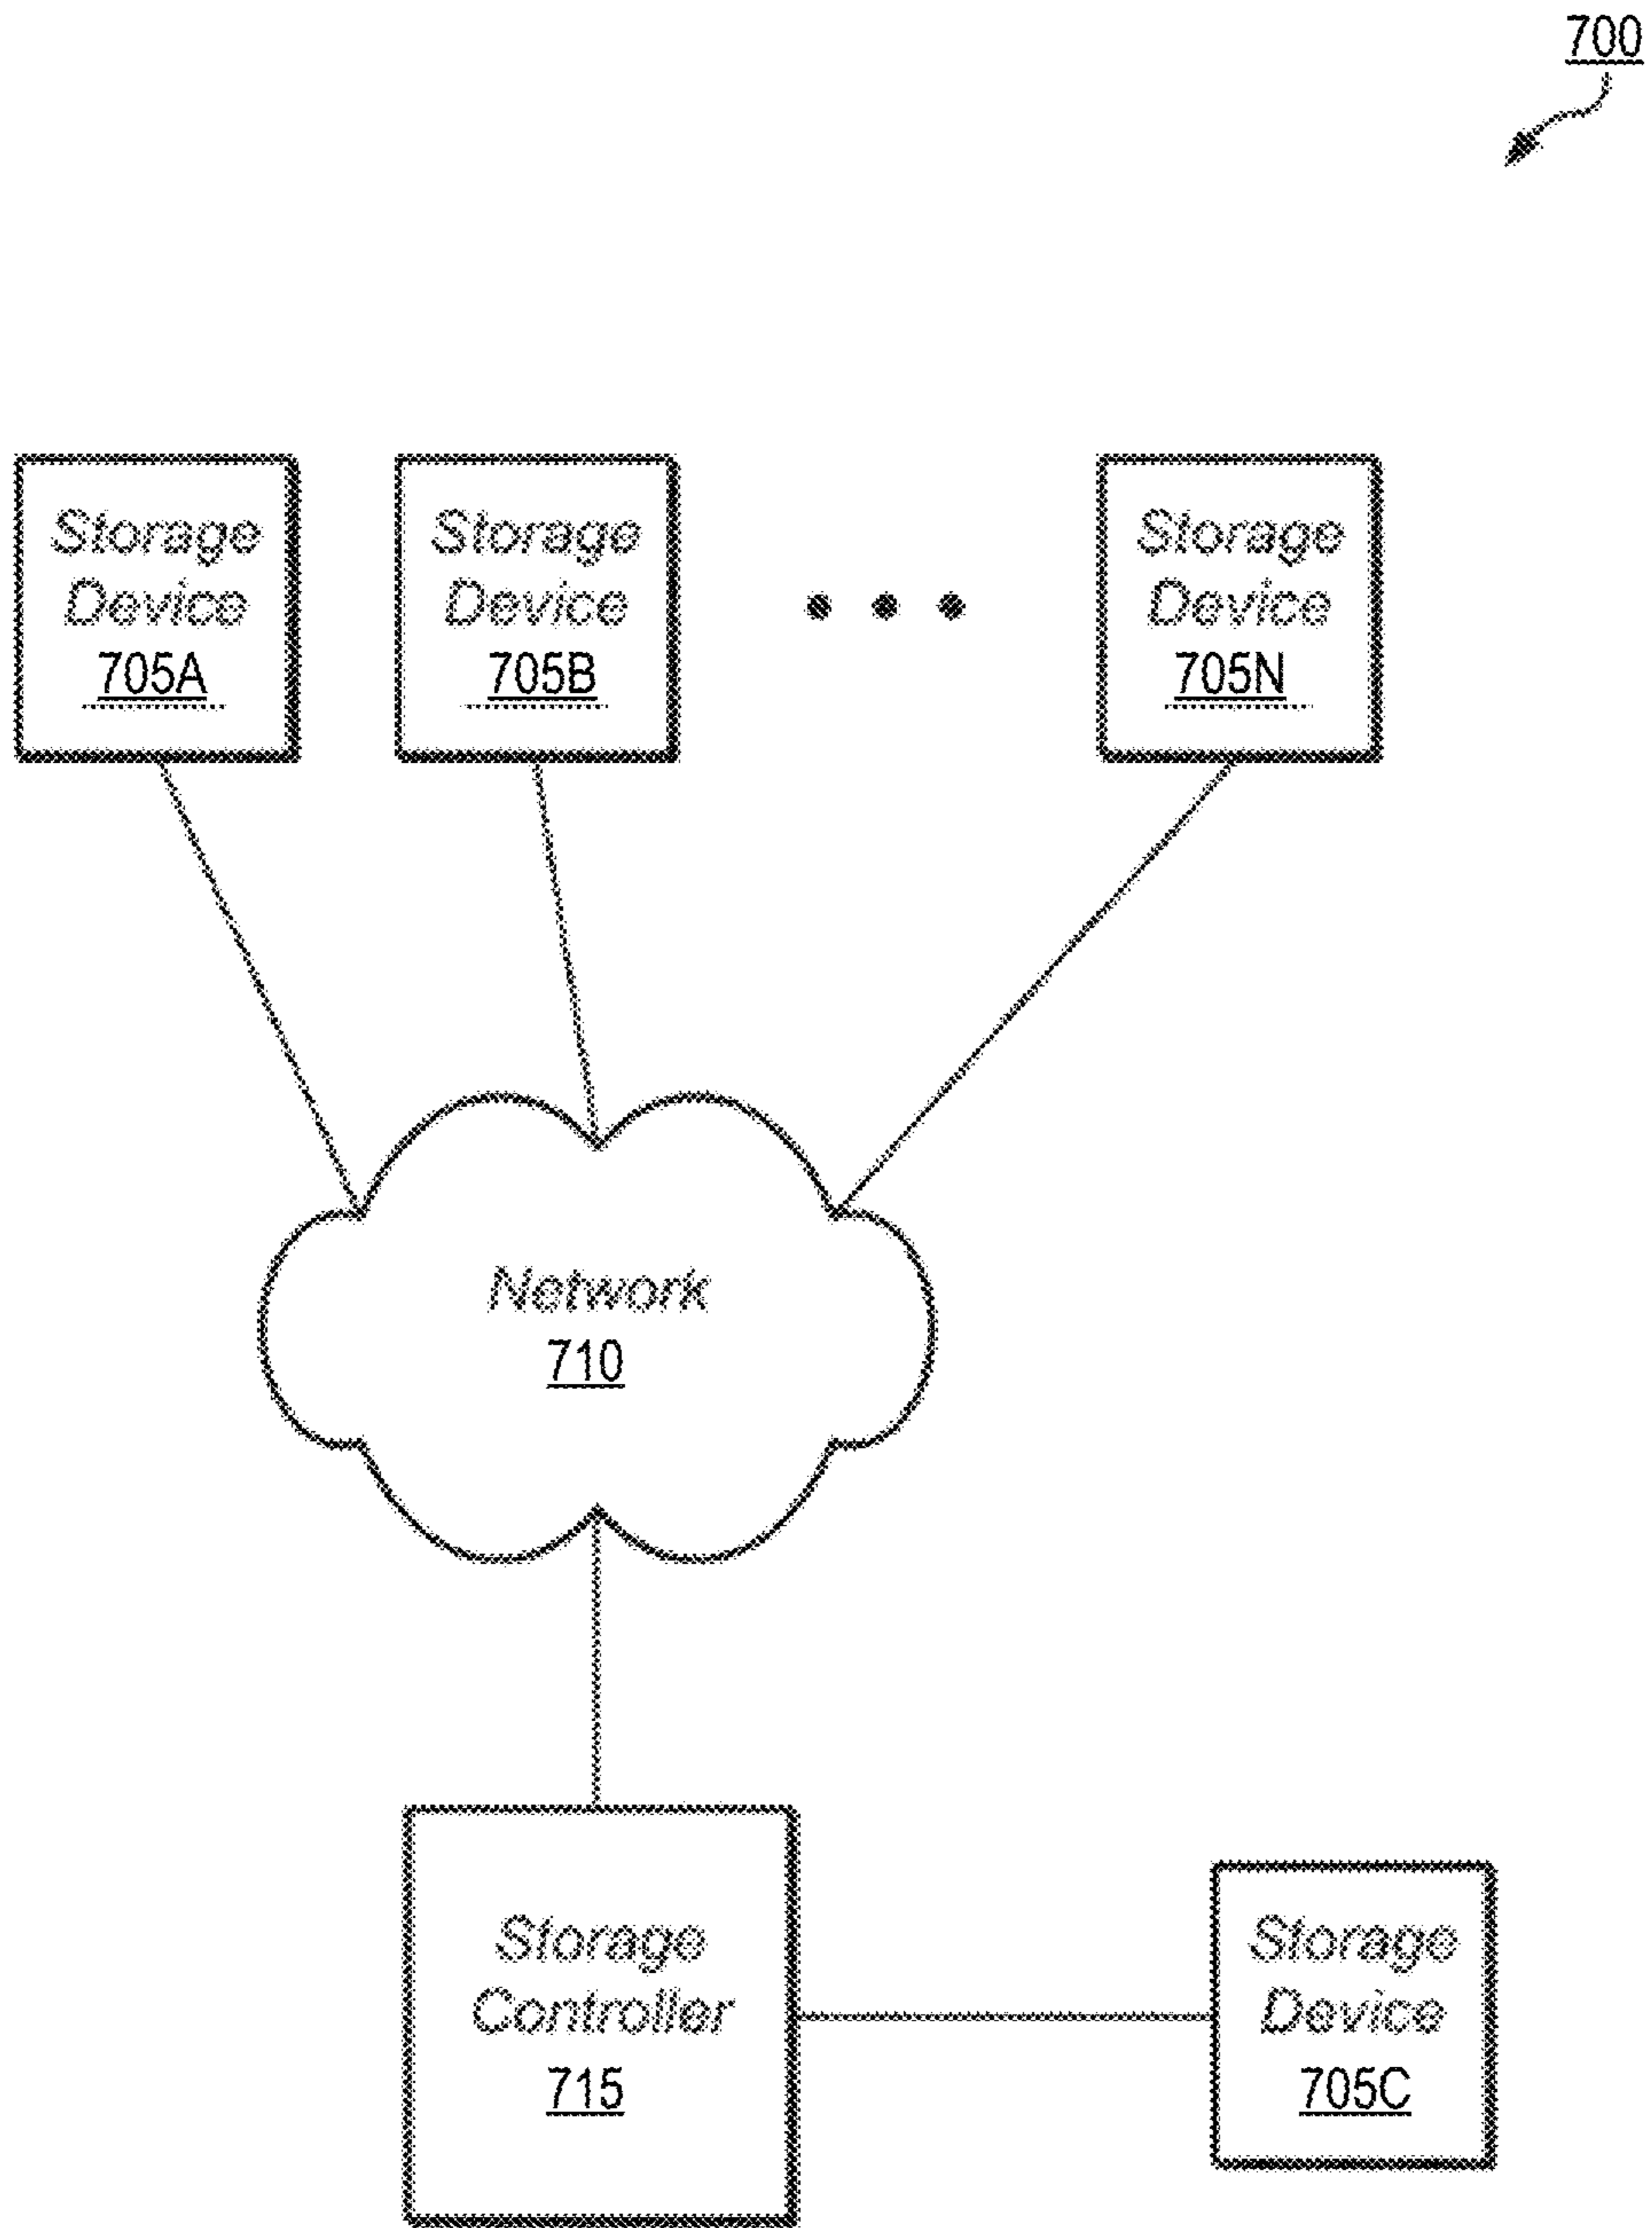 700
Storage
Device
705A
Storage
Device
705B
Storage
Device
705N
Network
710
Storage
Controller
715
Storage
Device
705C